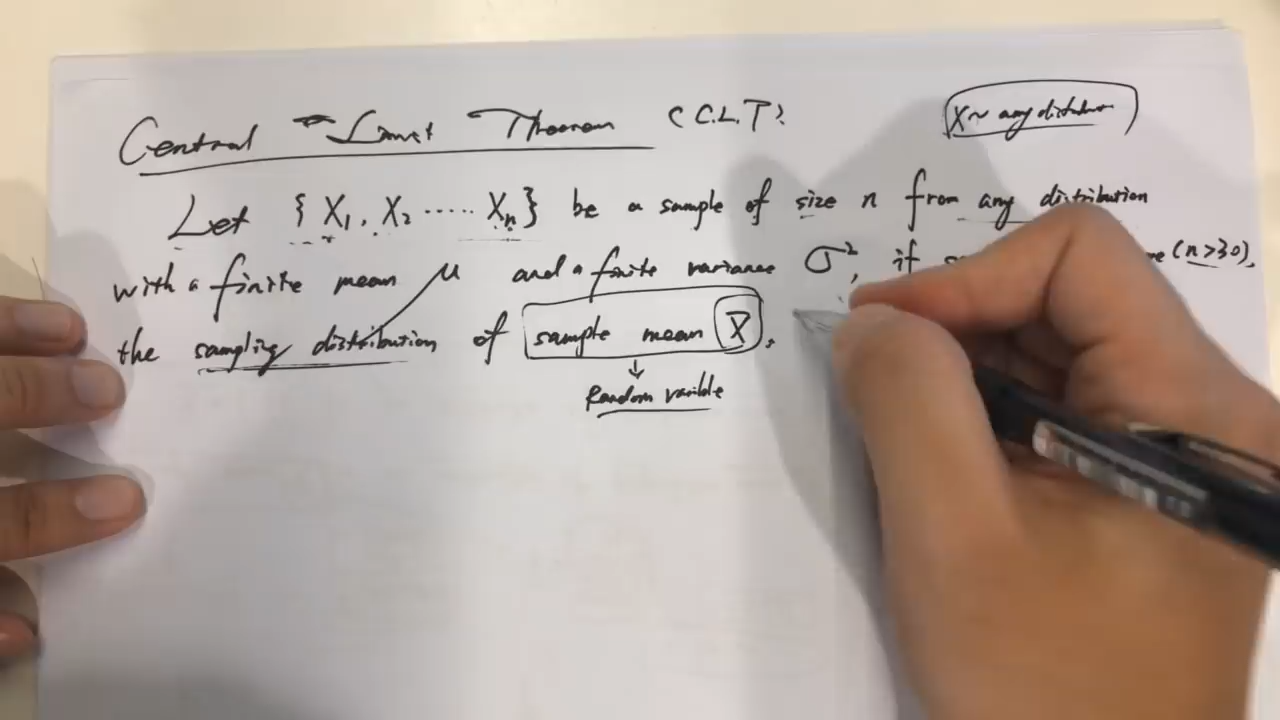 Central Limit Theorem (C.L.T)
X ~ any distribution
Let { X₁, X₂ ..... Xₙ} be a sample of size n from any distribution
with a finite mean μ and a finite variance σ², if (n>30),
the sampling distribution of sample mean X̄,
Random variable